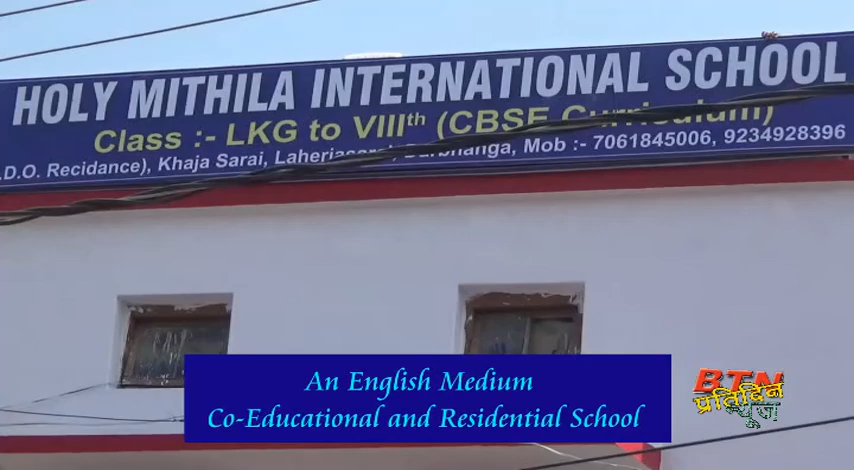 HOLY MITHILA INTERNATIONAL SCHOOL
Class :- LKG to VIIIth (CBSE Curriculum)
.D.O. Recidance), Khaja Sarai, Laheriasarai, Darbhanga, Mob :- 7061845006, 9234928396
An English Medium
Co-Educational and Residential School
BTN
प्रतिदिन
न्यूज